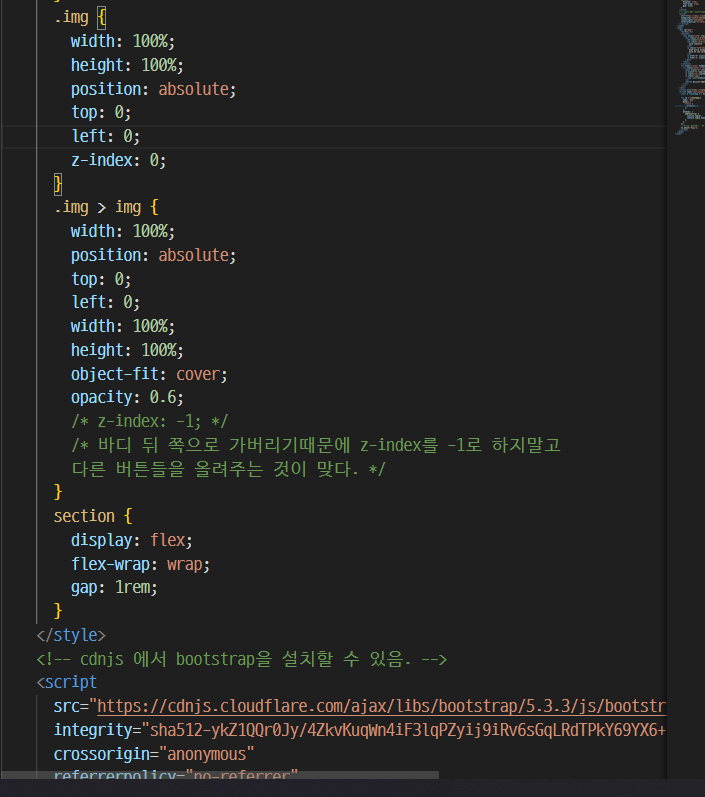 .img {
width: 100%;
height: 100%;
position: absolute;
top: 0;
left: 0;
z-index: 0;
}
.img > img {
width: 100%;
position: absolute;
top: 0;
left: 0;
width: 100%;
height: 100%;
object-fit: cover;
opacity: 0.6;
/* z-index: -1; */
/* 바디 뒤 쪽으로 가버리기때문에 z-index를 -1로 하지말고
다른 버튼들을 올려주는 것이 맞다. */
}
section {
display: flex;
flex-wrap: wrap;
gap: 1rem;
}
</style>
<!-- cdnjs 에서 bootstrap을 설치할 수 있음. -->
<script
src="https://cdnjs.cloudflare.com/ajax/libs/bootstrap/5.3.3/js/bootstr
integrity="sha512-ykZ1QQr0Jy/4ZkvKuqWn4iF3lqPZyij9iRv6sGqLRdTPkY69YX6+
crossorigin="anonymous"
referrerpolicy="no-referrer"